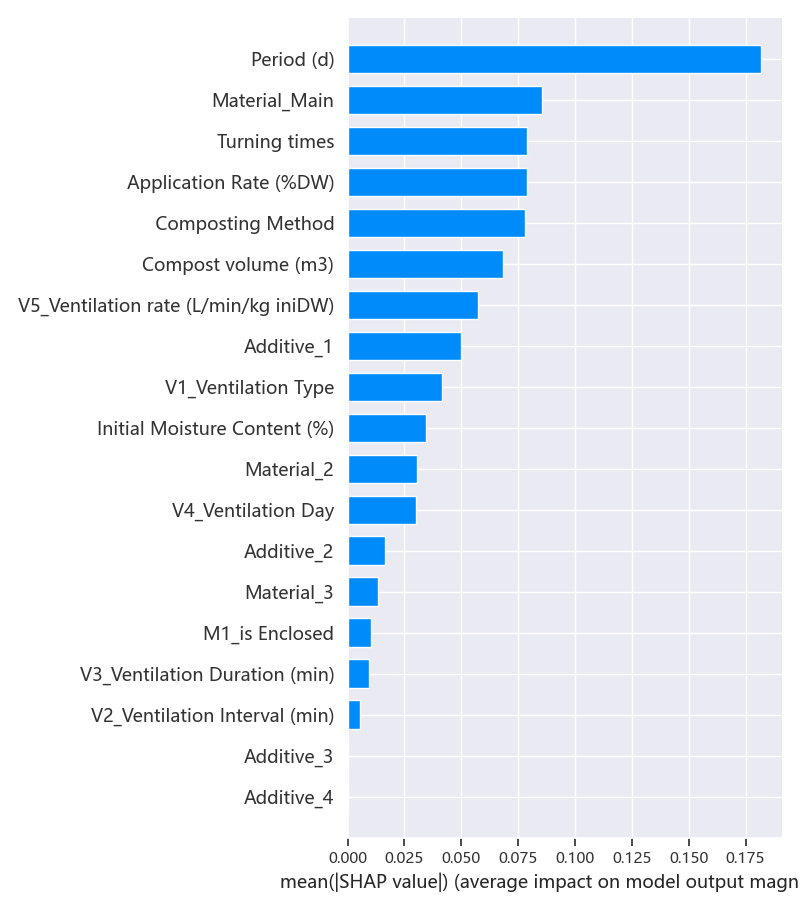 Period (d)
Material_Main
Turning times
Application Rate (%DW)
Composting Method
Compost volume (m3)
V5_Ventilation rate (L/min/kg iniDW)
Additive_1
V1_Ventilation Type
Initial Moisture Content (%)
Material_2
V4_Ventilation Day
Additive_2
Material_3
M1_is Enclosed
V3_Ventilation Duration (min)
V2_Ventilation Interval (min)
Additive_3
Additive_4
0.000 0.025 0.050 0.075 0.100 0.125 0.150 0.175
mean(|SHAP value|) (average impact on model output magn